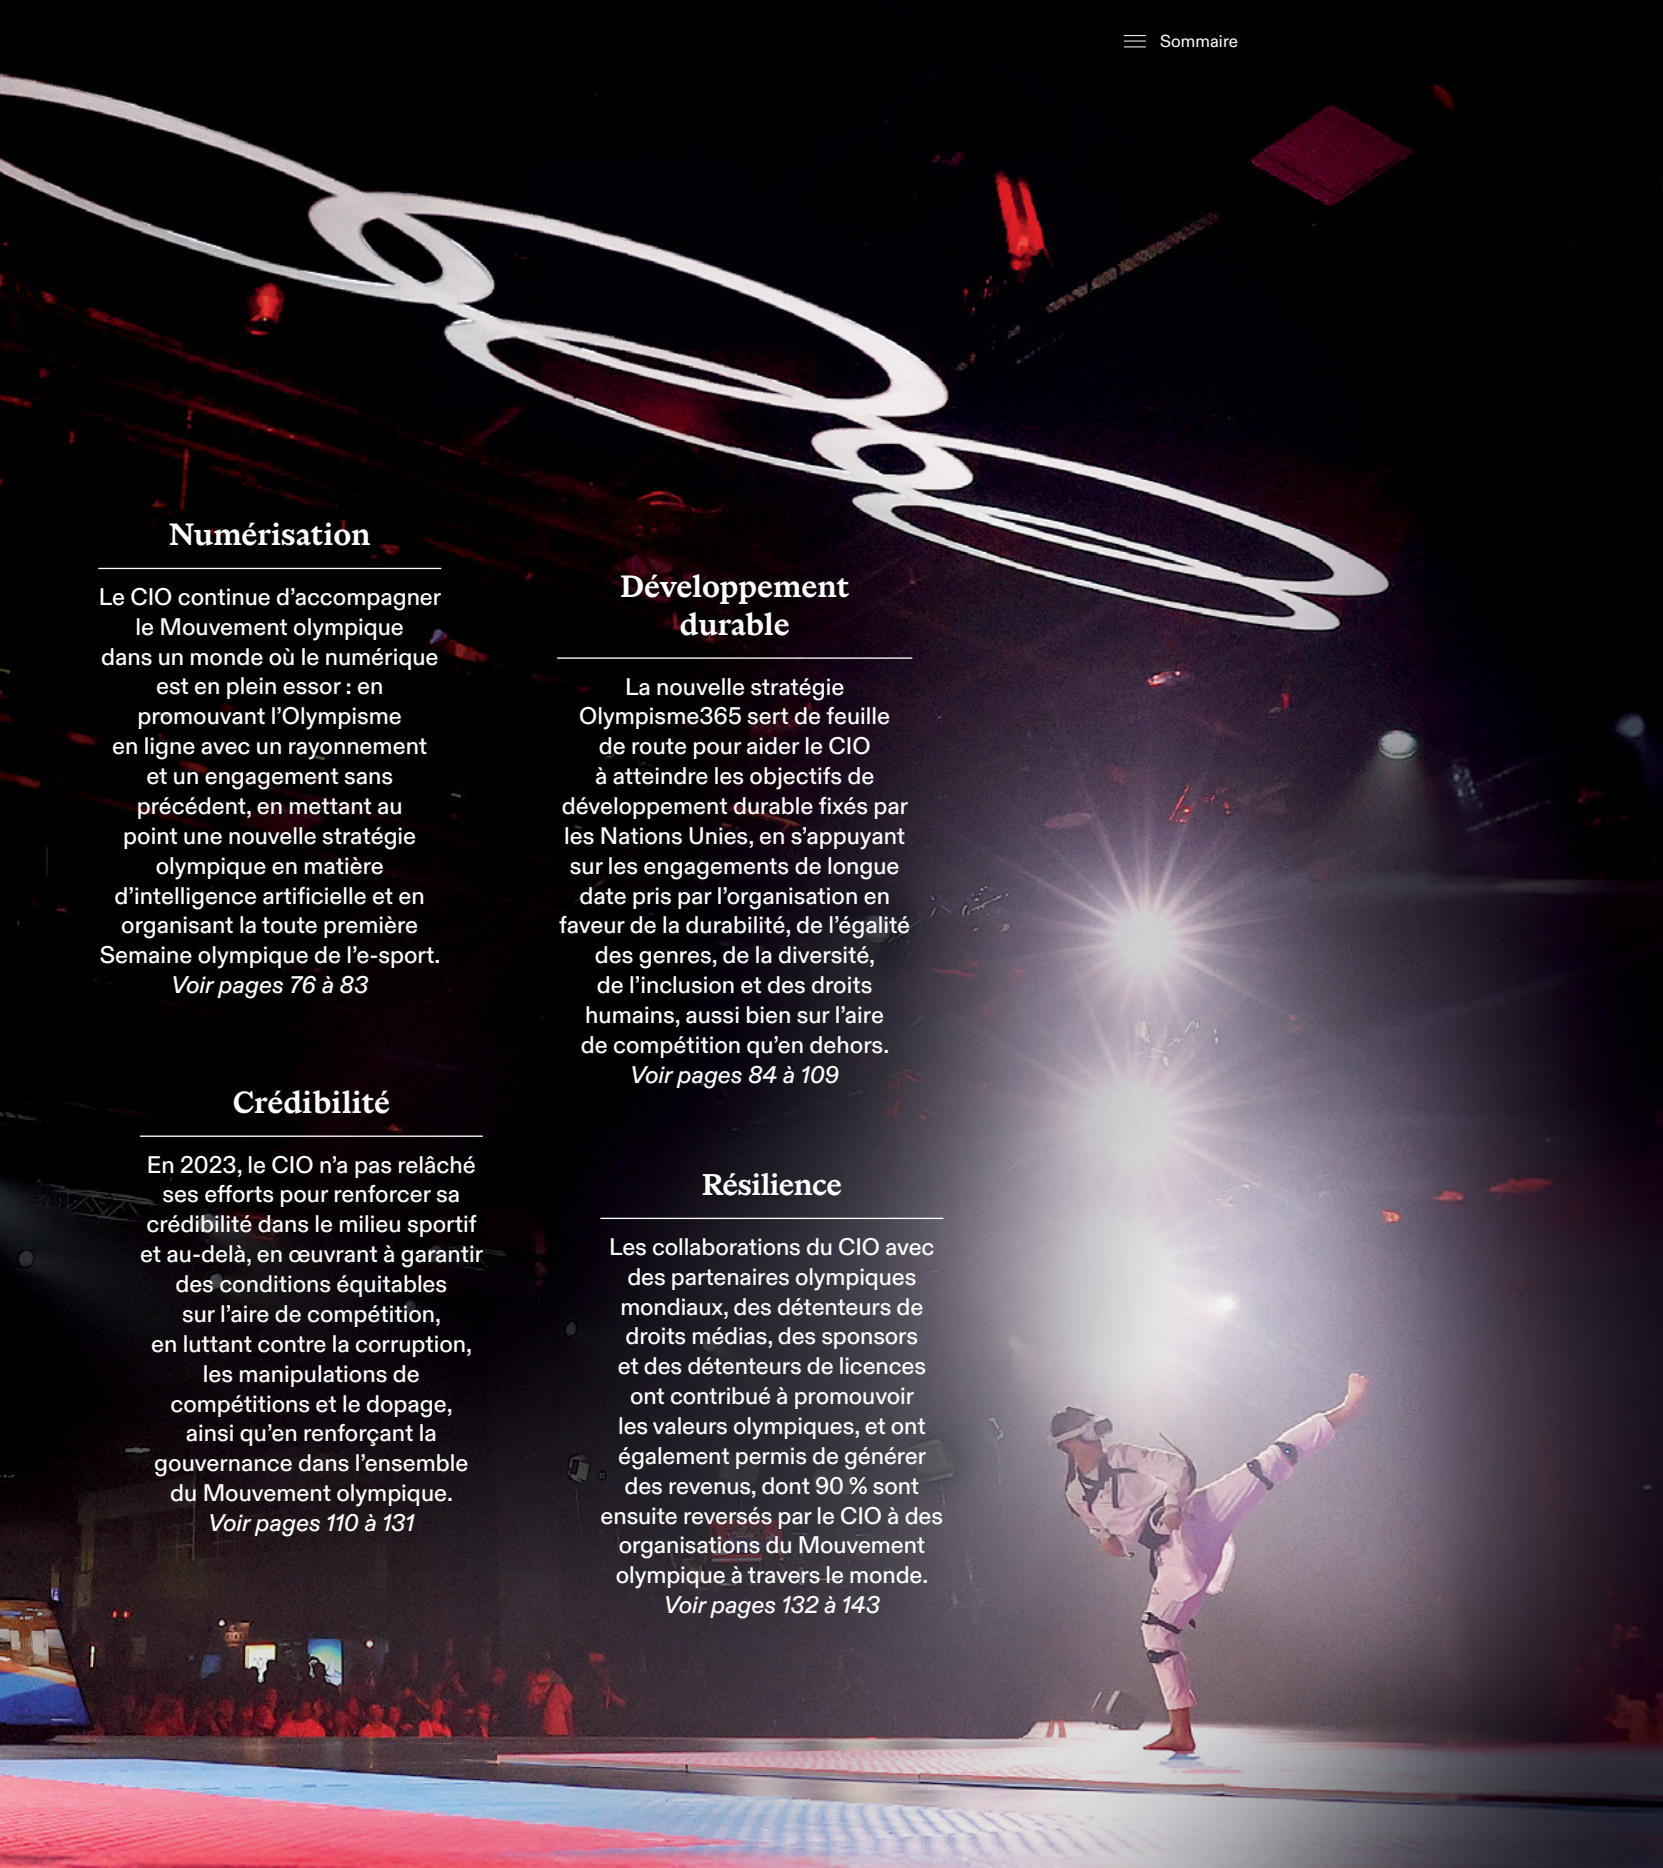 Sommaire
Numérisation
Le CIO continue d’accompagner
le Mouvement olympique
dans un monde où le numérique
est en plein essor : en
promouvant l’Olympisme
en ligne avec un rayonnement
et un engagement sans
précédent, en mettant au
point une nouvelle stratégie
olympique en matière
d’intelligence artificielle et en
organisant la toute première
Semaine olympique de l’e-sport.
Voir pages 76 à 83
Crédibilité
En 2023, le CIO n’a pas relâché
ses efforts pour renforcer sa
crédibilité dans le milieu sportif
et au-delà, en œuvrant à garantir
des conditions équitables
sur l’aire de compétition,
en luttant contre la corruption,
les manipulations de
compétitions et le dopage,
ainsi qu’en renforçant la
gouvernance dans l’ensemble
du Mouvement olympique.
Voir pages 110 à 131
Développement
durable
La nouvelle stratégie
Olympisme365 sert de feuille
de route pour aider le CIO
à atteindre les objectifs de
développement durable fixés par
les Nations Unies, en s’appuyant
sur les engagements de longue
date pris par l’organisation en
faveur de la durabilité, de l’égalité
des genres, de la diversité,
de l’inclusion et des droits
humains, aussi bien sur l’aire
de compétition qu’en dehors.
Voir pages 84 à 109
Résilience
Les collaborations du CIO avec
des partenaires olympiques
mondiaux, des détenteurs de
droits médias, des sponsors
et des détenteurs de licences
ont contribué à promouvoir
les valeurs olympiques, et ont
également permis de générer
des revenus, dont 90 % sont
ensuite reversés par le CIO à des
organisations du Mouvement
olympique à travers le monde.
Voir pages 132 à 143